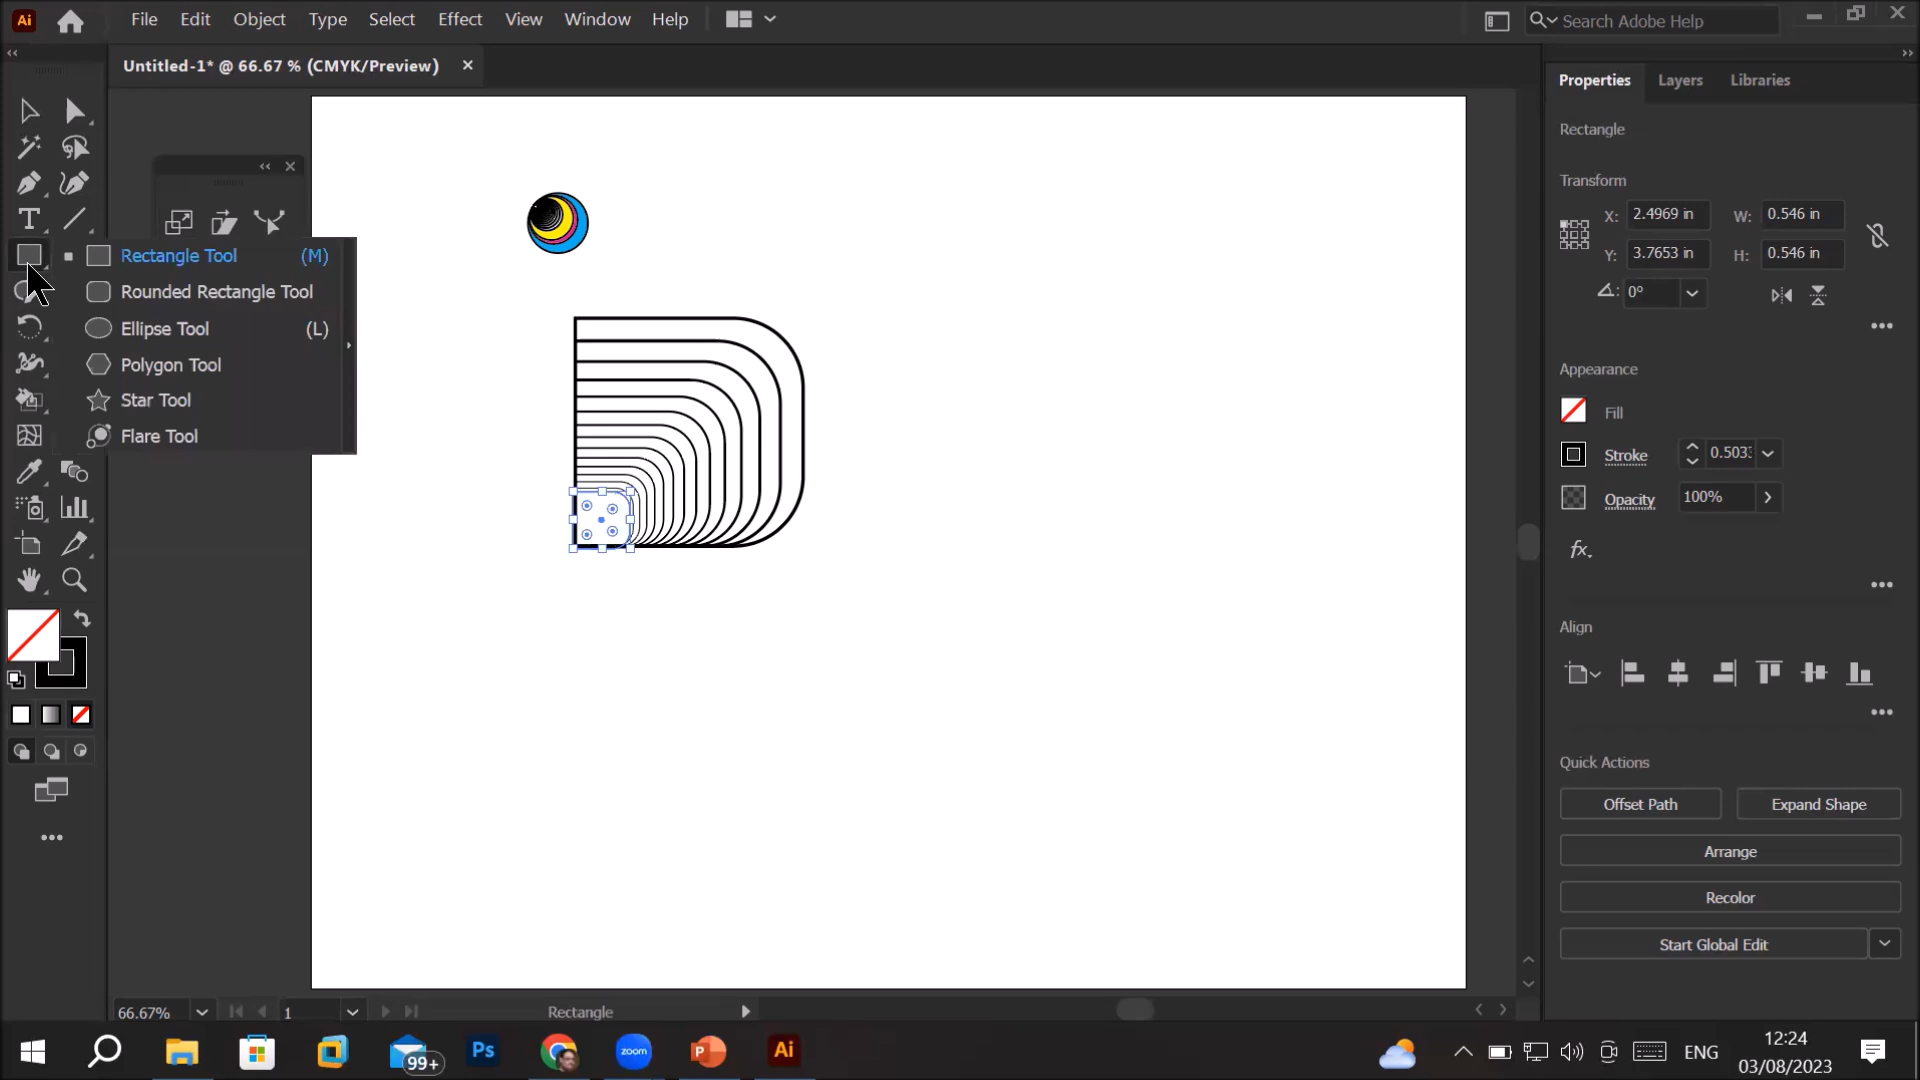 Ai File Edit Object Type Select Effect View Window Help Search Adobe Help
Untitled-1* @ 66.67 % (CMYK/Preview)
Properties Layers Libraries
Rectangle
Transform
X: 2.4969 in W: 0.546 in
Y: 3.7653 in H: 0.546 in
0°
Appearance
Fill
Stroke 0.503
Opacity 100%
fx.
Align
Quick Actions
Offset Path Expand Shape
Arrange
Recolor
Start Global Edit
T
Rectangle Tool (M)
Rounded Rectangle Tool
Ellipse Tool (L)
Polygon Tool
Star Tool
Flare Tool
66.67% 1 Rectangle
99+ Ps zoom P Ai ENG
12:24
03/08/2023